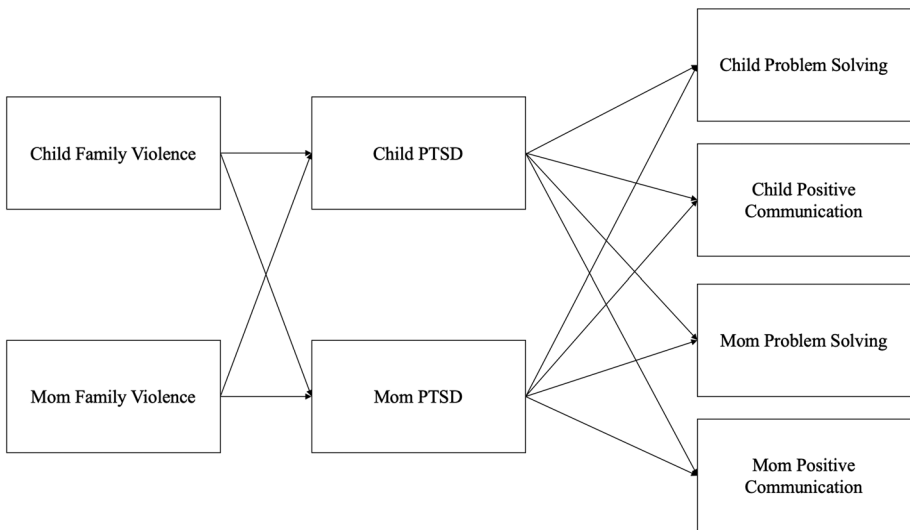 Child Problem Solving
Child Family Violence
Child PTSD
Child Positive
Communication
Mom Problem Solving
Mom Family Violence
Mom PTSD
Mom Positive
Communication